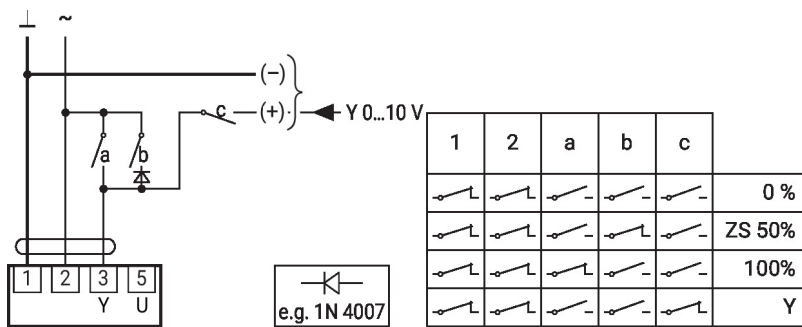 ⊥ ~
(–)
c (+) Y 0...10 V
a b
1 2 3 5
Y U
e.g. 1N 4007
1 2 a b c
0 %
ZS 50%
100%
Y